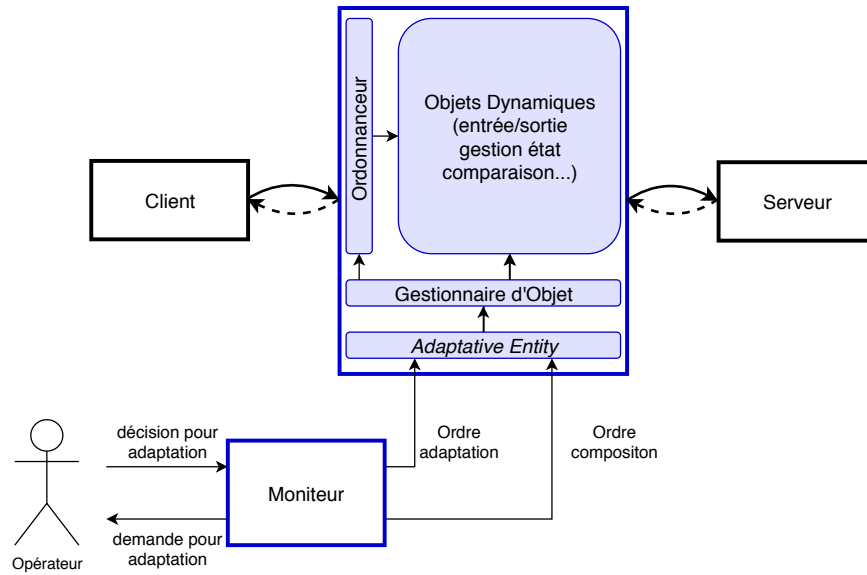 Ordonnanceur
Objets Dynamiques
(entrée/sortie
gestion état
comparaison...)
Client
Serveur
Gestionnaire d'Objet
Adaptative Entity
décision pour
adaptation
Ordre
adaptation
Ordre
compositon
Moniteur
demande pour
adaptation
Opérateur